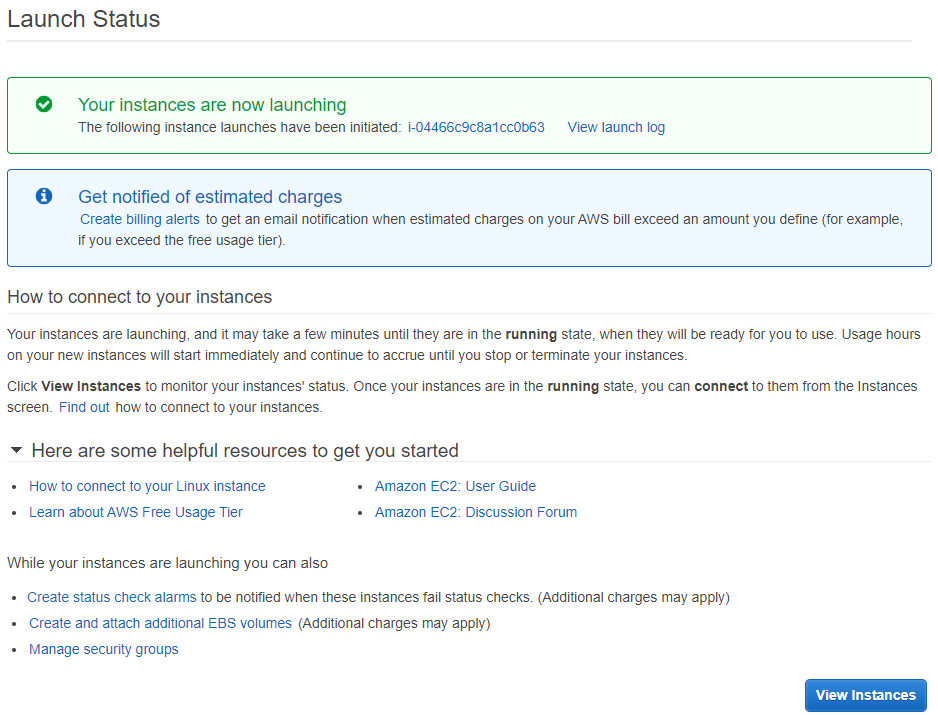 Launch Status
Your instances are now launching
The following instance launches have been initiated: i-04466c9c8a1cc0b63 View launch log
Get notified of estimated charges
Create billing alerts to get an email notification when estimated charges on your AWS bill exceed an amount you define (for example,
if you exceed the free usage tier).
How to connect to your instances
Your instances are launching, and it may take a few minutes until they are in the running state, when they will be ready for you to use. Usage hours
on your new instances will start immediately and continue to accrue until you stop or terminate your instances.
Click View Instances to monitor your instances' status. Once your instances are in the running state, you can connect to them from the Instances
screen. Find out how to connect to your instances.
Here are some helpful resources to get you started
• How to connect to your Linux instance
• Learn about AWS Free Usage Tier
• Amazon EC2: User Guide
• Amazon EC2: Discussion Forum
While your instances are launching you can also
• Create status check alarms to be notified when these instances fail status checks. (Additional charges may apply)
• Create and attach additional EBS volumes (Additional charges may apply)
• Manage security groups
View Instances